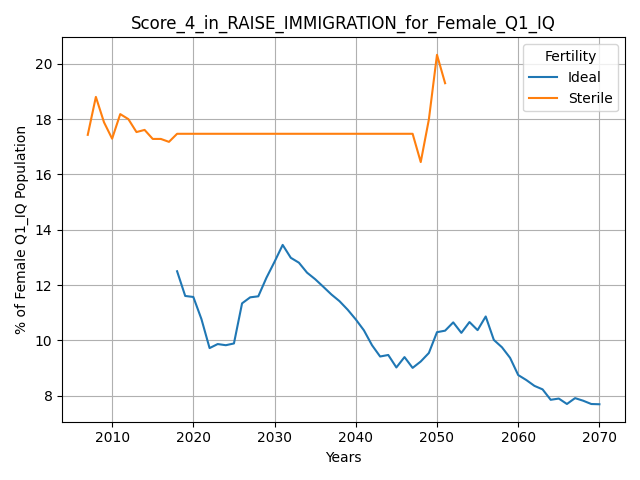 Score_4_in_RAISE_IMMIGRATION_for_Female_Q1_IQ
Fertility
Ideal
Sterile
% of Female Q1_IQ Population
20
18
16
14
12
10
8
2010
2020
2030
2040
2050
2060
2070
Years